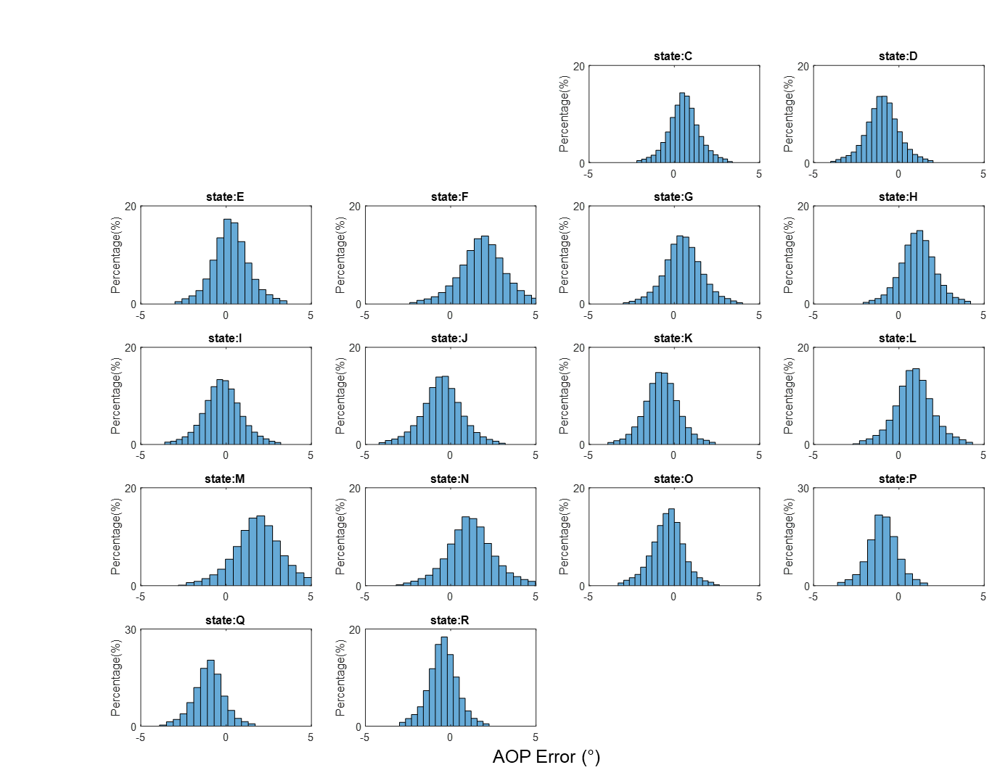 state:C
20
Percentage(%)
0
-5 0 5
state:D
20
Percentage(%)
0
-5 0 5
state:E
20
Percentage(%)
0
-5 0 5
state:F
20
Percentage(%)
0
-5 0 5
state:G
20
Percentage(%)
0
-5 0 5
state:H
20
Percentage(%)
0
-5 0 5
state:I
20
Percentage(%)
0
-5 0 5
state:J
20
Percentage(%)
0
-5 0 5
state:K
20
Percentage(%)
0
-5 0 5
state:L
20
Percentage(%)
0
-5 0 5
state:M
20
Percentage(%)
0
-5 0 5
state:N
20
Percentage(%)
0
-5 0 5
state:O
20
Percentage(%)
0
-5 0 5
state:P
30
Percentage(%)
0
-5 0 5
state:Q
30
Percentage(%)
0
-5 0 5
state:R
20
Percentage(%)
0
-5 0 5
AOP Error (°)